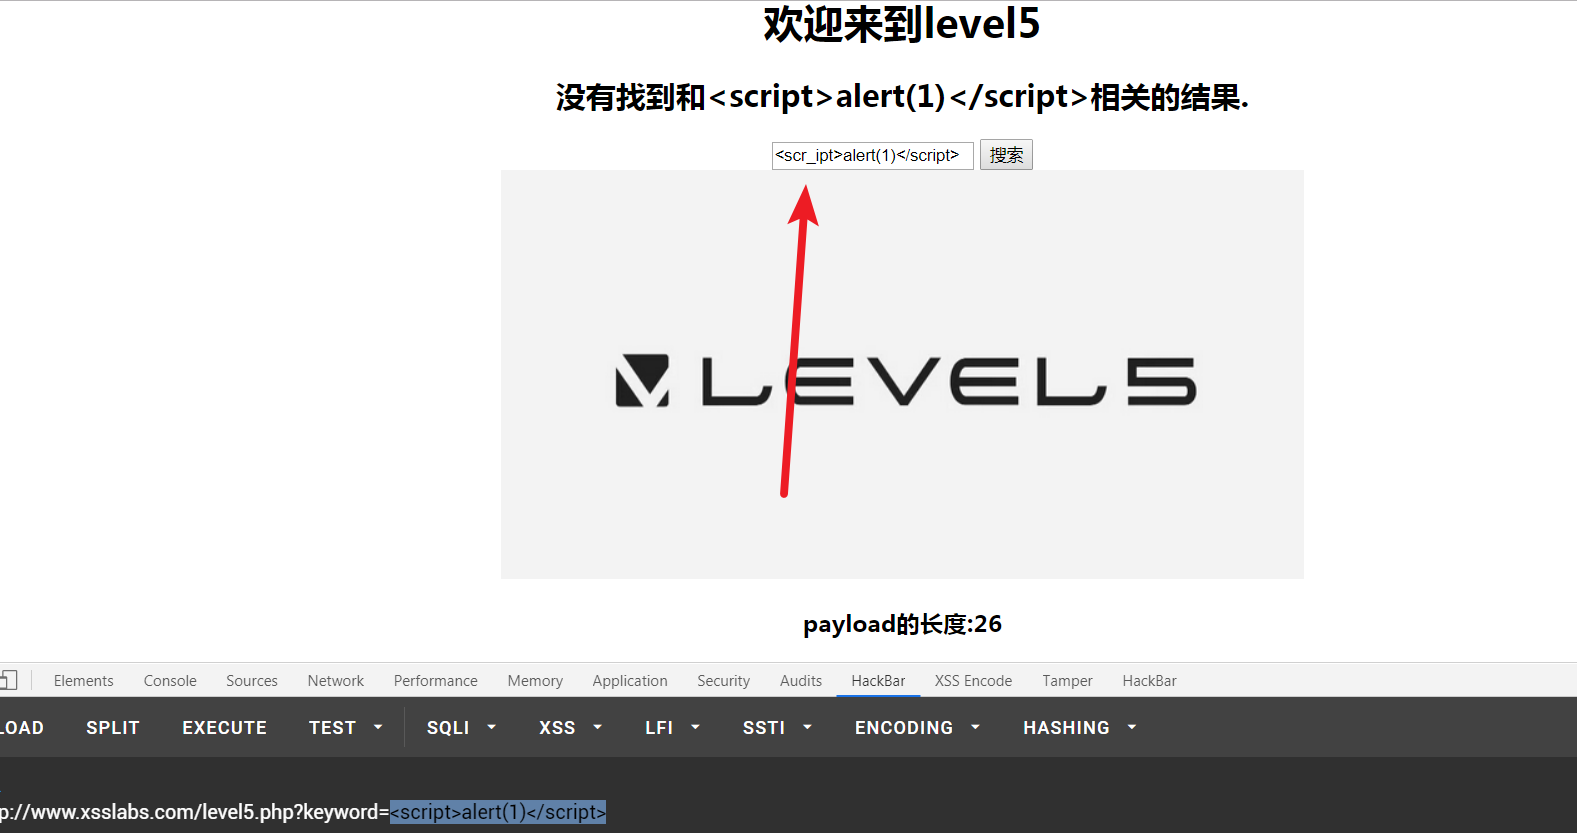 欢迎来到level5
没有找到和<script>alert(1)</script>相关的结果.
<scr_ipt>alert(1)</script> 搜索
LEVEL5
payload的长度:26
Elements Console Sources Network Performance Memory Application Security Audits HackBar XSS Encode Tamper HackBar
LOAD SPLIT EXECUTE TEST SQLI XSS LFI SSTI ENCODING HASHING
p://www.xsslabs.com/level5.php?keyword=<script>alert(1)</script>